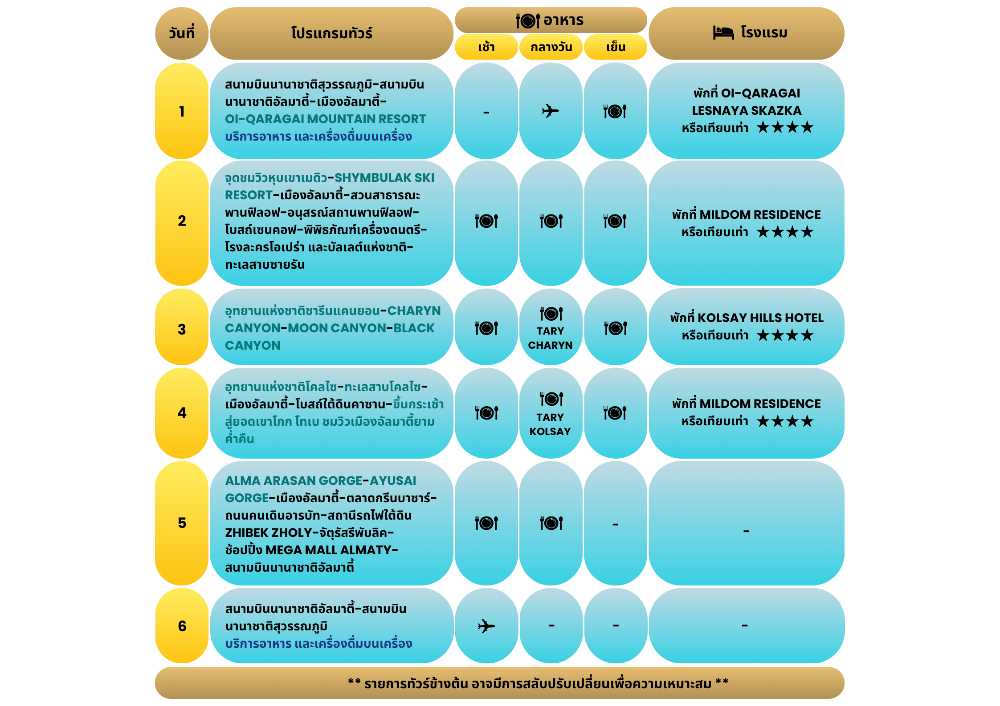 วันที่
โปรแกรมทัวร์
อาหาร
เช้า
กลางวัน
เย็น
โรงแรม
1
สนามบินนานาชาติสุวรรณภูมิ-สนามบิน
นานาชาติอัลมาตี้-เมืองอัลมาตี้-
OI-QARAGAI MOUNTAIN RESORT
บริการอาหาร และเครื่องดื่มบนเครื่อง
-
พักที่ OI-QARAGAI
LESNAYA SKAZKA
หรือเทียบเท่า ★★★★
2
จุดชมวิวหุบเขาเมดิว-SHYMBULAK SKI
RESORT-เมืองอัลมาตี้-สวนสาธารณะ
พานฟิลอฟ-อนุสรณ์สถานพานฟิลอฟ-
โบสถ์เซนคอฟ-พิพิธภัณฑ์เครื่องดนตรี-
โรงละครโอเปร่า และบัลเลต์แห่งชาติ-
ทะเลสาบซายรัน
พักที่ MILDOM RESIDENCE
หรือเทียบเท่า ★★★★
3
อุทยานแห่งชาติชารีนแคนยอน-CHARYN
CANYON-MOON CANYON-BLACK
CANYON
TARY
CHARYN
พักที่ KOLSAY HILLS HOTEL
หรือเทียบเท่า ★★★★
4
อุทยานแห่งชาติโคลไซ-ทะเลสาบโคลไซ-
เมืองอัลมาตี้-โบสถ์ใต้ดินคาซาน-ขึ้นกระเช้า
สู่ยอดเขาโกก โทเบ ชมวิวเมืองอัลมาตี้ยาม
ค่ำคืน
TARY
KOLSAY
พักที่ MILDOM RESIDENCE
หรือเทียบเท่า ★★★★
5
ALMA ARASAN GORGE-AYUSAI
GORGE-เมืองอัลมาตี้-ตลาดกรีนบาซาร์-
ถนนคนเดินอารบัท-สถานีรถไฟใต้ดิน
ZHIBEK ZHOLY-จัตุรัสรีพับลิค-
ช้อปปิ้ง MEGA MALL ALMATY-
สนามบินนานาชาติอัลมาตี้
-
-
6
สนามบินนานาชาติอัลมาตี้-สนามบิน
นานาชาติสุวรรณภูมิ
บริการอาหาร และเครื่องดื่มบนเครื่อง
-
-
-
** รายการทัวร์ข้างต้น อาจมีการสลับปรับเปลี่ยนเพื่อความเหมาะสม **